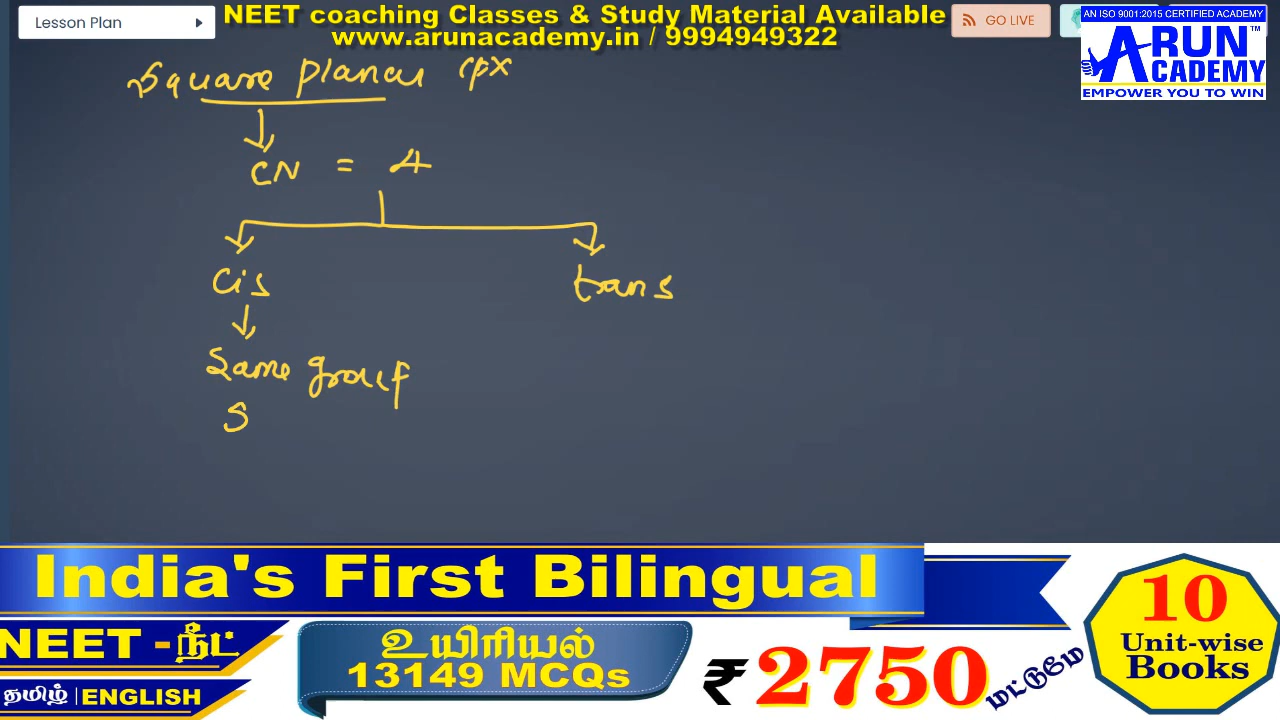 Lesson Plan
NEET coaching Classes & Study Material Available
www.arunacademy.in / 9994949322
GO LIVE
AN ISO 9001:2015 CERTIFIED ACADEMY
ARUN ACADEMY™
EMPOWER YOU TO WIN
Square planar cpx
CN = 4
Cis
trans
Same group
S
India's First Bilingual
NEET - நீட்
தமிழ் | ENGLISH
உயிரியல்
13149 MCQs
₹ 2750 மட்டுமே
10
Unit-wise
Books